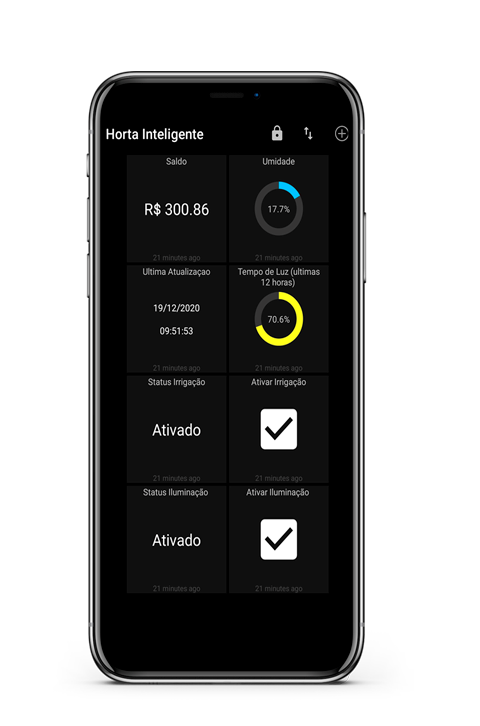 Horta Inteligente
Saldo
Umidade
R$ 300.86
17.7%
21 minutes ago
21 minutes ago
Ultima Atualizaçao
Tempo de Luz (ultimas
12 horas)
19/12/2020
09:51:53
70.6%
21 minutes ago
21 minutes ago
Status Irrigação
Ativar Irrigação
Ativado
21 minutes ago
21 minutes ago
Status Iluminação
Ativar Iluminação
Ativado
21 minutes ago
21 minutes ago